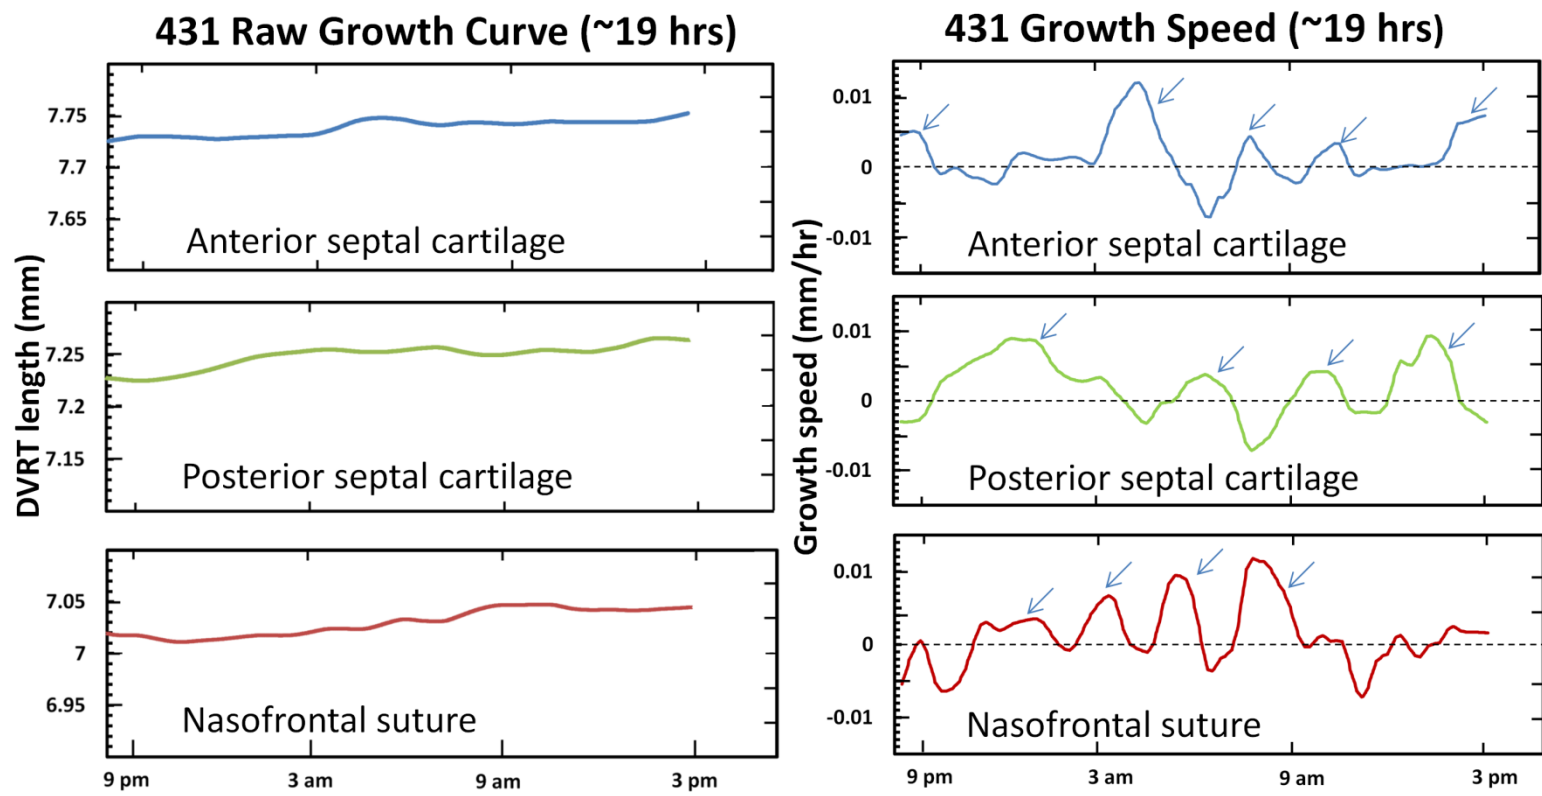 431 Raw Growth Curve (~19 hrs)
DVRT length (mm)
7.75
7.7
7.65
Anterior septal cartilage
7.25
7.2
7.15
Posterior septal cartilage
7.05
7
6.95
Nasofrontal suture
9 pm
3 am
9 am
3 pm
431 Growth Speed (~19 hrs)
Growth speed (mm/hr)
0.01
0
-0.01
Anterior septal cartilage
0.01
0
-0.01
Posterior septal cartilage
0.01
0
-0.01
Nasofrontal suture
9 pm
3 am
9 am
3 pm